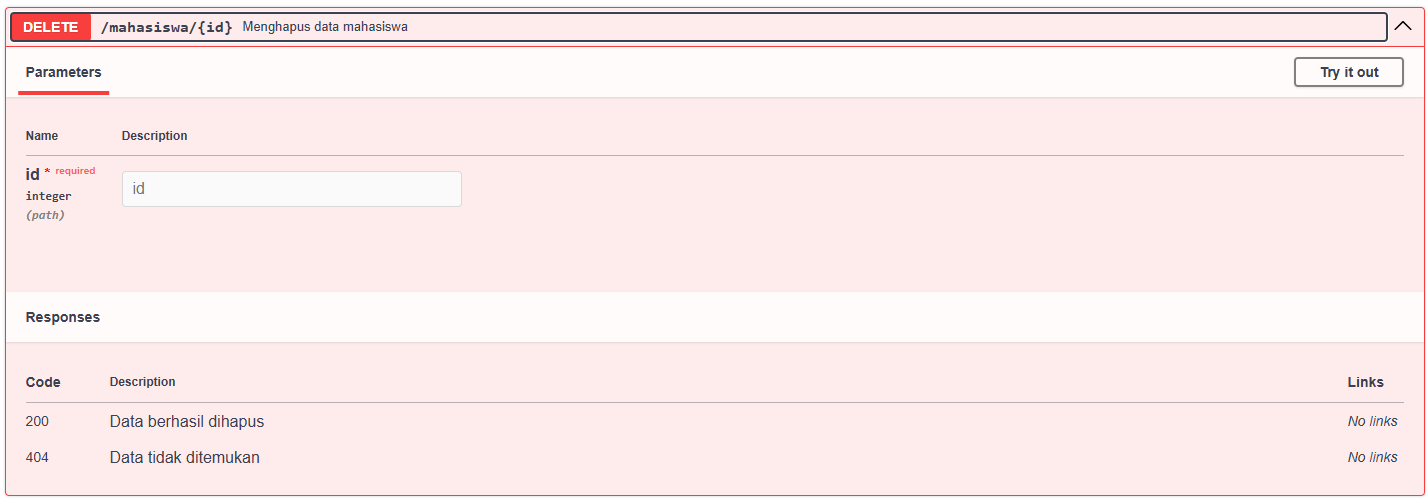 DELETE /mahasiswa/{id} Menghapus data mahasiswa
Parameters Try it out
Name Description
id * required
integer
(path)
id
Responses
Code Description Links
200 Data berhasil dihapus No links
404 Data tidak ditemukan No links